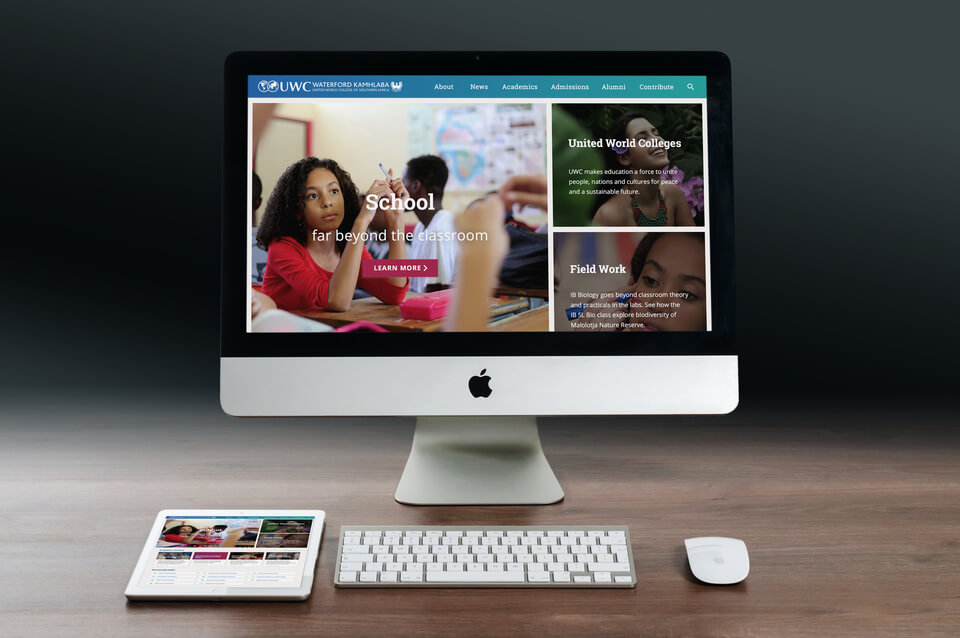 UWC WATERFORD KAMHLABA
UNITED WORLD COLLEGE OF SOUTHERN AFRICA
About News Academics Admissions Alumni Contribute
School
far beyond the classroom
LEARN MORE
United World Colleges
UWC makes education a force to unite
people, nations and cultures for peace
and a sustainable future.
Field Work
IB Biology goes beyond classroom theory
and practicals in the labs. See how the
IB SL Bio class explore biodiversity of
Malolotja Nature Reserve.